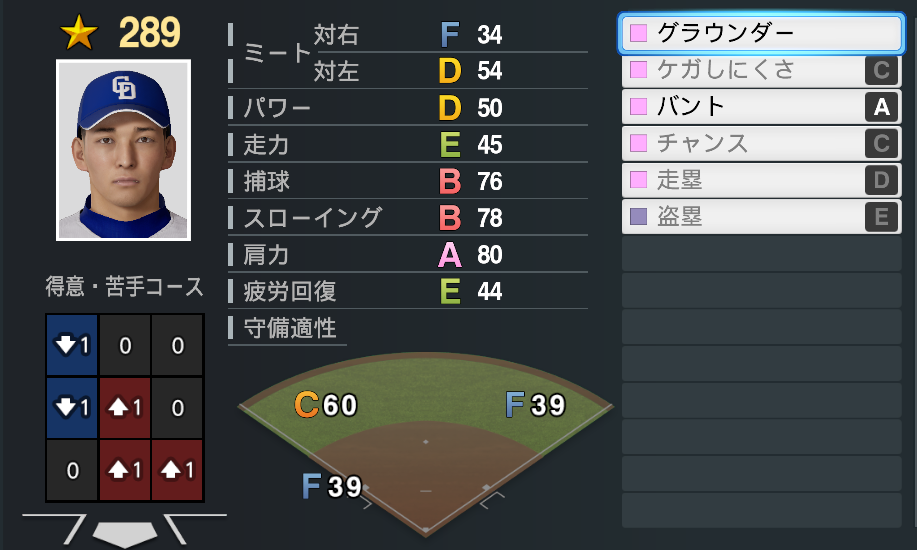 289
CD
ミート
対右 F 34
対左 D 54
パワー D 50
走力 E 45
捕球 B 76
スローイング B 78
肩力 A 80
疲労回復 E 44
守備適性
C60
F39
F39
得意・苦手コース
↓1 0 0
↓1 ↑1 0
0 ↑1 ↑1
グラウンダー
ケガしにくさ C
バント A
チャンス C
走塁 D
盗塁 E